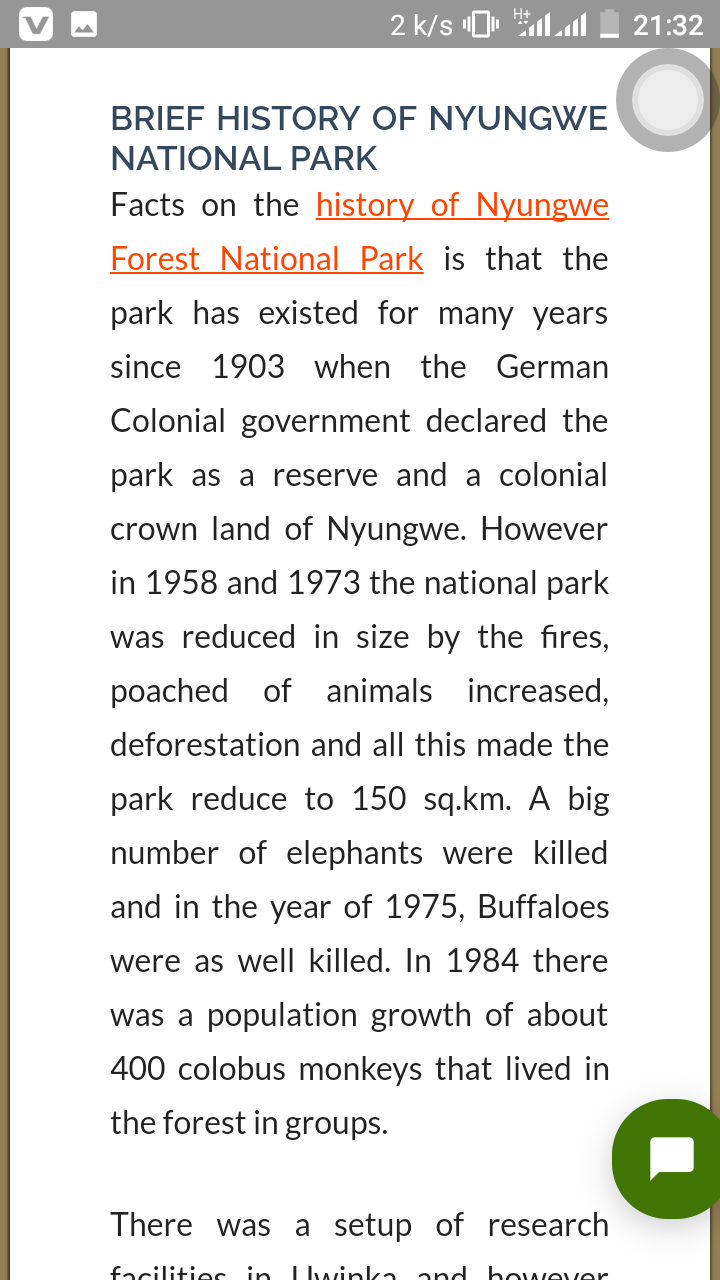 2 k/s H+ 21:32
BRIEF HISTORY OF NYUNGWE
NATIONAL PARK
Facts on the history of Nyungwe
Forest National Park is that the
park has existed for many years
since 1903 when the German
Colonial government declared the
park as a reserve and a colonial
crown land of Nyungwe. However
in 1958 and 1973 the national park
was reduced in size by the fires,
poached of animals increased,
deforestation and all this made the
park reduce to 150 sq.km. A big
number of elephants were killed
and in the year of 1975, Buffaloes
were as well killed. In 1984 there
was a population growth of about
400 colobus monkeys that lived in
the forest in groups.
There was a setup of research
facilities in Uwinka and however